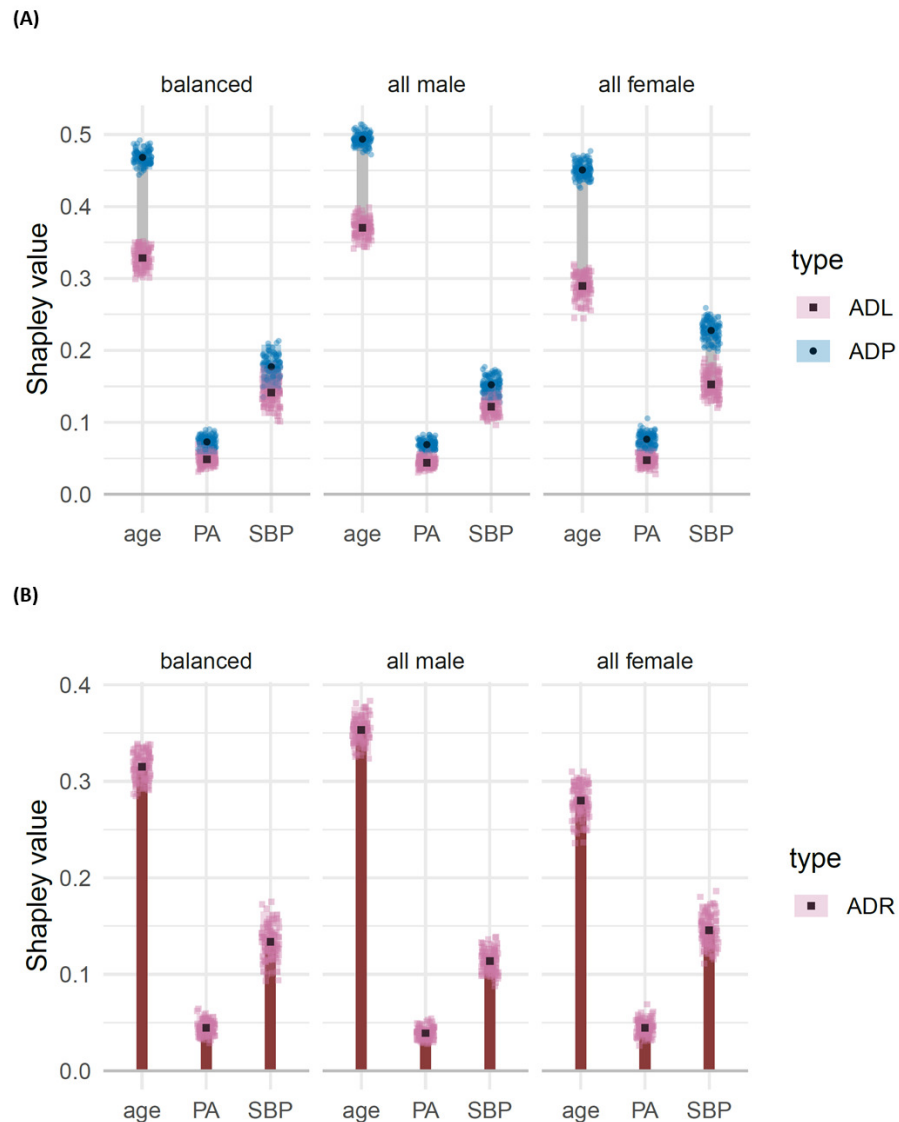 (A)
balanced all male all female
Shapley value
0.5
0.4
0.3
0.2
0.1
0.0
age PA SBP age PA SBP age PA SBP
type
ADL
ADP
(B)
balanced all male all female
Shapley value
0.4
0.3
0.2
0.1
0.0
age PA SBP age PA SBP age PA SBP
type
ADR